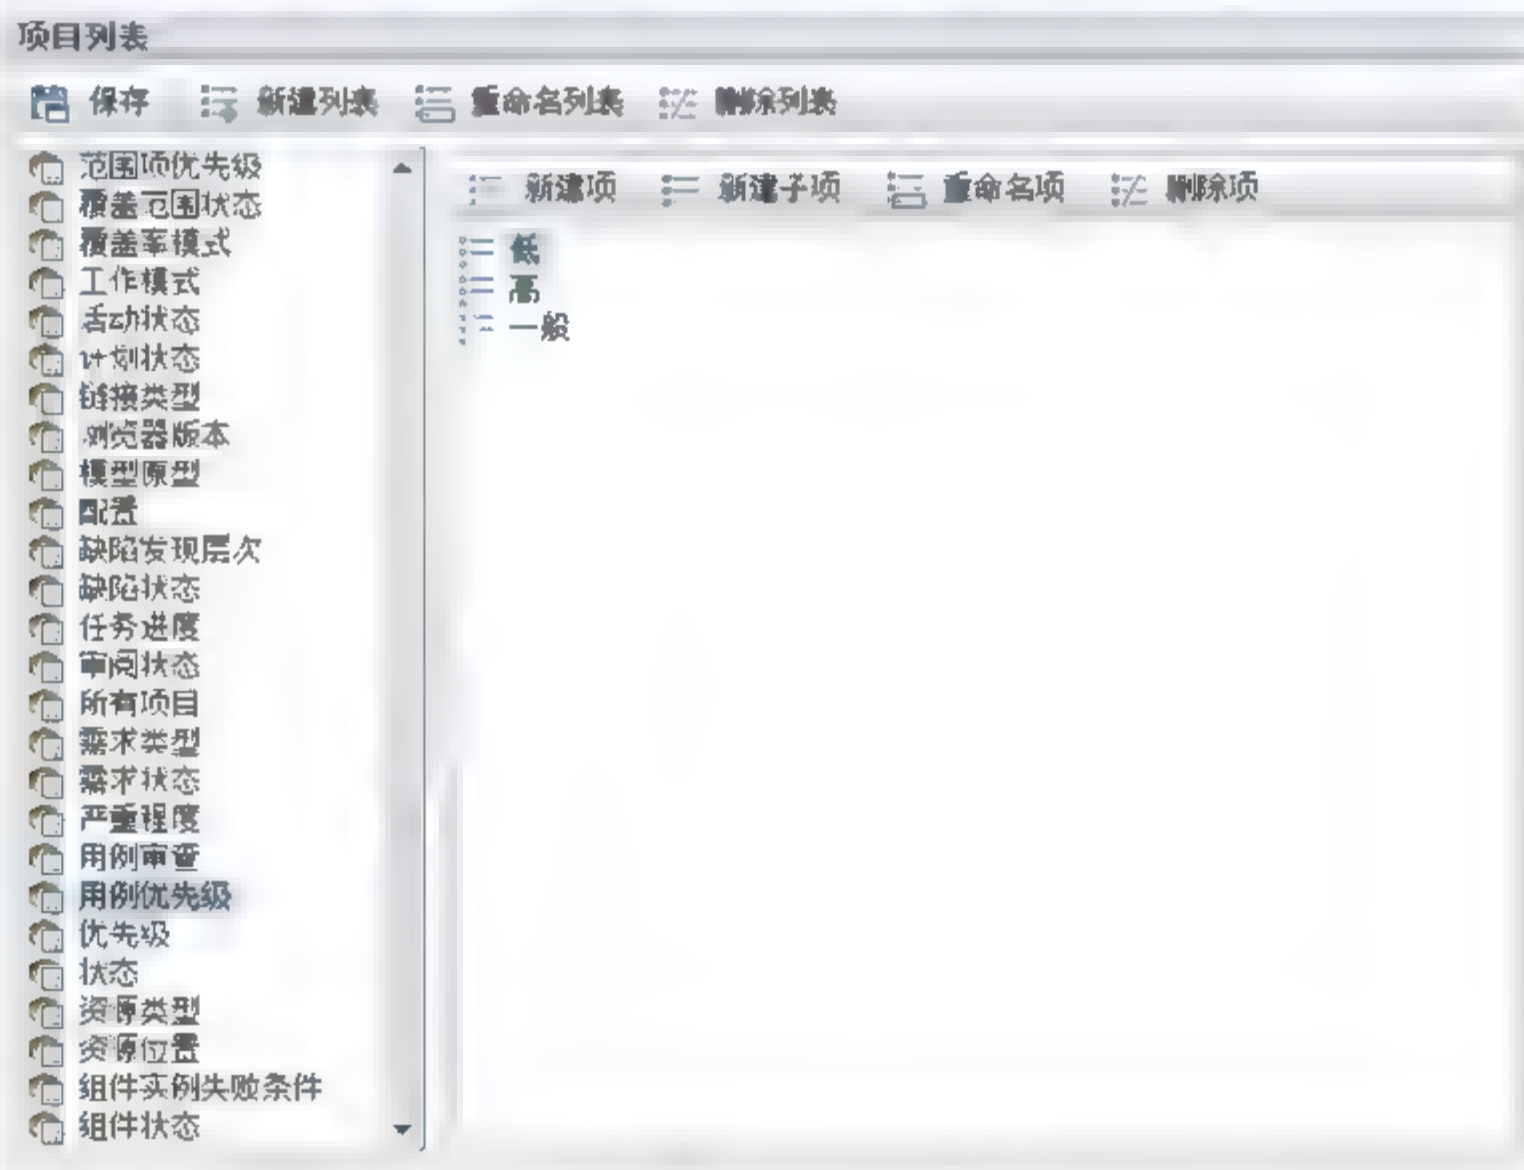 项目列表
保存 新建列表 重命名列表 删除列表
范围项优先级
覆盖范围状态
覆盖率模式
工作模式
活动状态
计划状态
链接类型
浏览器版本
模型原型
配置
缺陷发现层次
缺陷状态
任务进度
审阅状态
所有项目
需求类型
需求状态
严重程度
用例审查
用例优先级
优先级
状态
资源类型
资源位置
组件实例失败条件
组件状态
新建项 新建子项 重命名项 删除项
低
高
一般